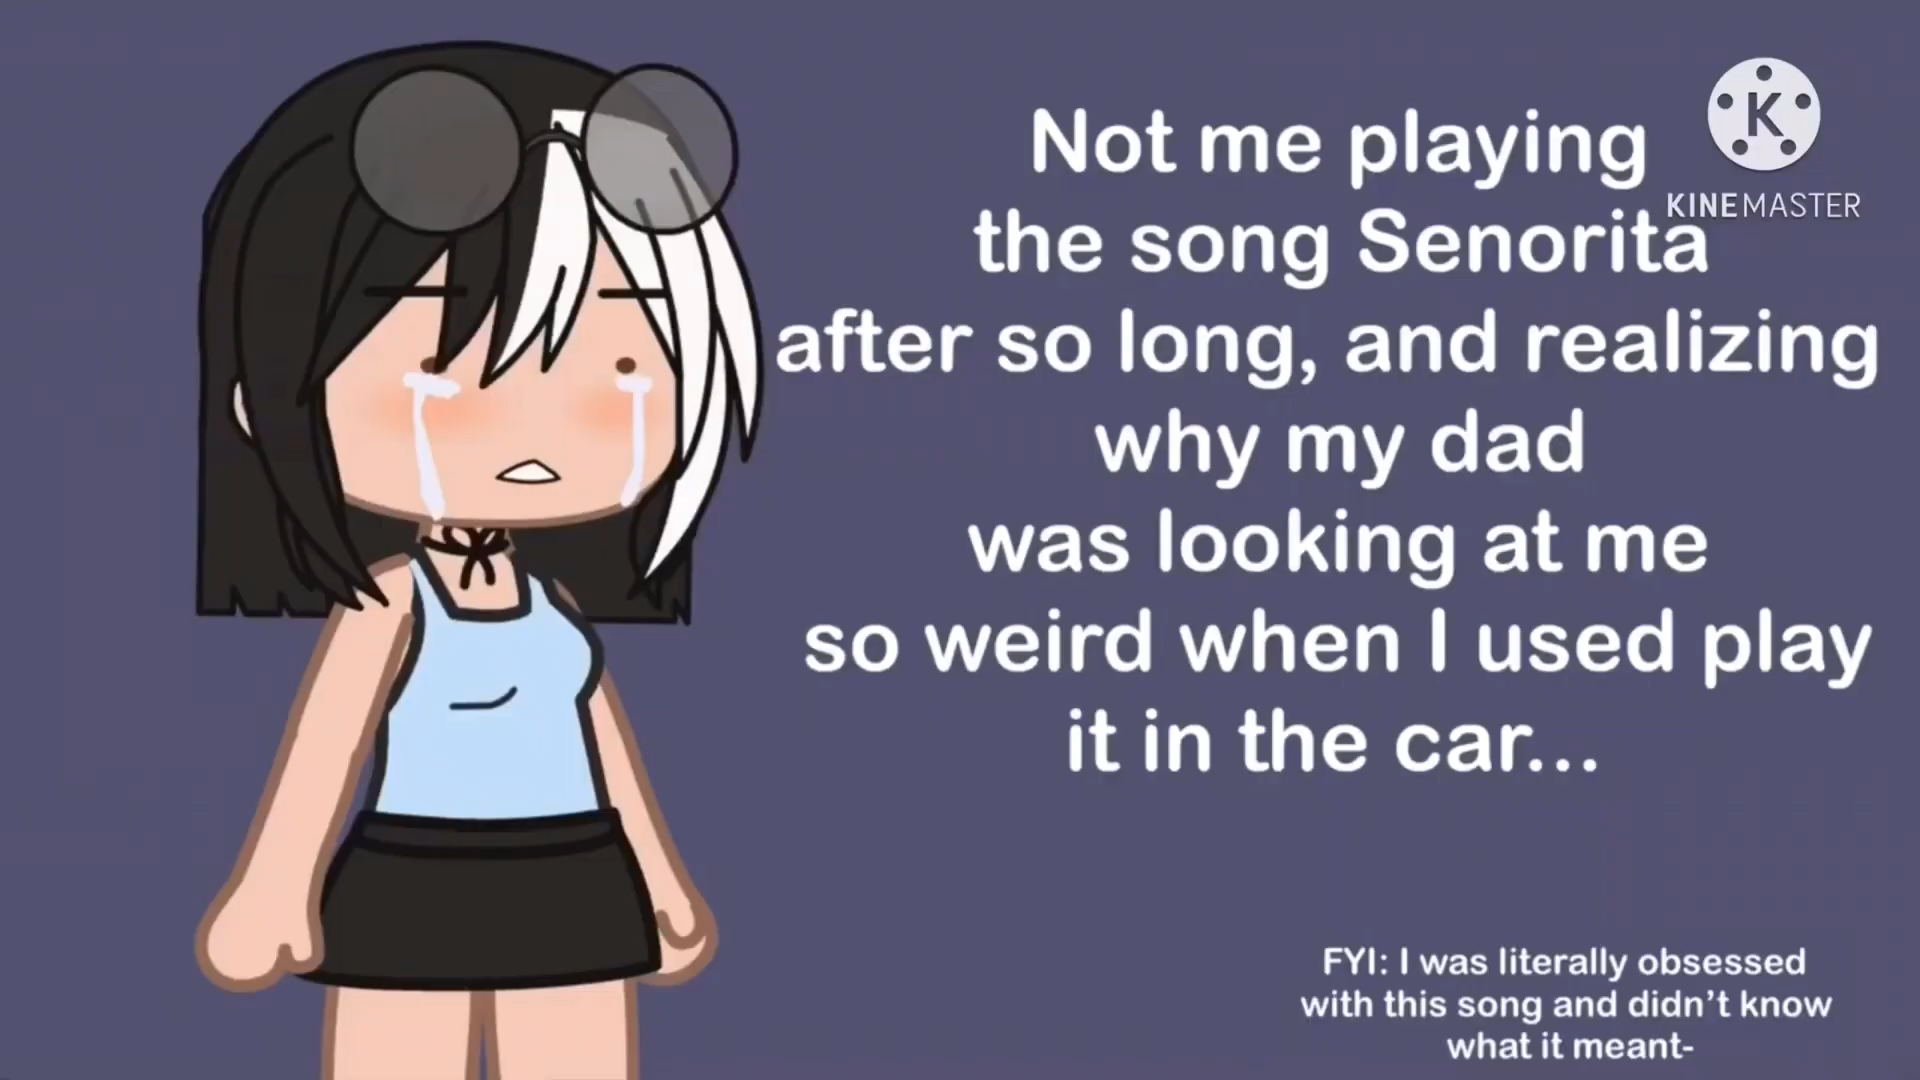 Not me playing
the song Senorita
after so long, and realizing
why my dad
was looking at me
so weird when I used play
it in the car...
K
KINEMASTER
FYI: I was literally obsessed
with this song and didn’t know
what it meant-